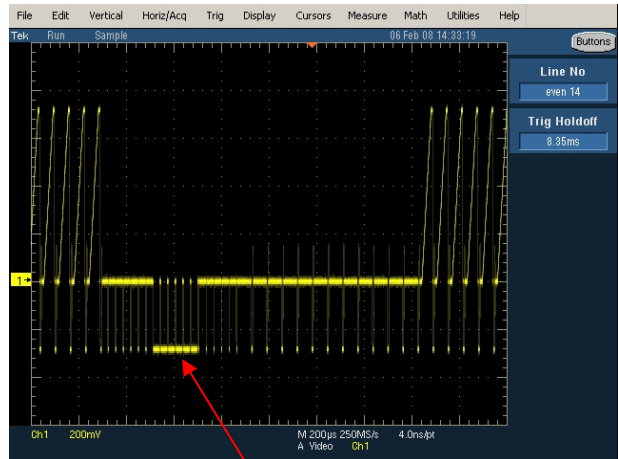 File Edit Vertical Horiz/Acq Trig Display Cursors Measure Math Utilities Help
Tek Run Sample 06 Feb 08 14:33:19
Buttons
Line No
even 14
Trig Holdoff
8.35ms
1
Ch1 200mV M 200µs 250MS/s 4.0ns/pt
A Video Ch1